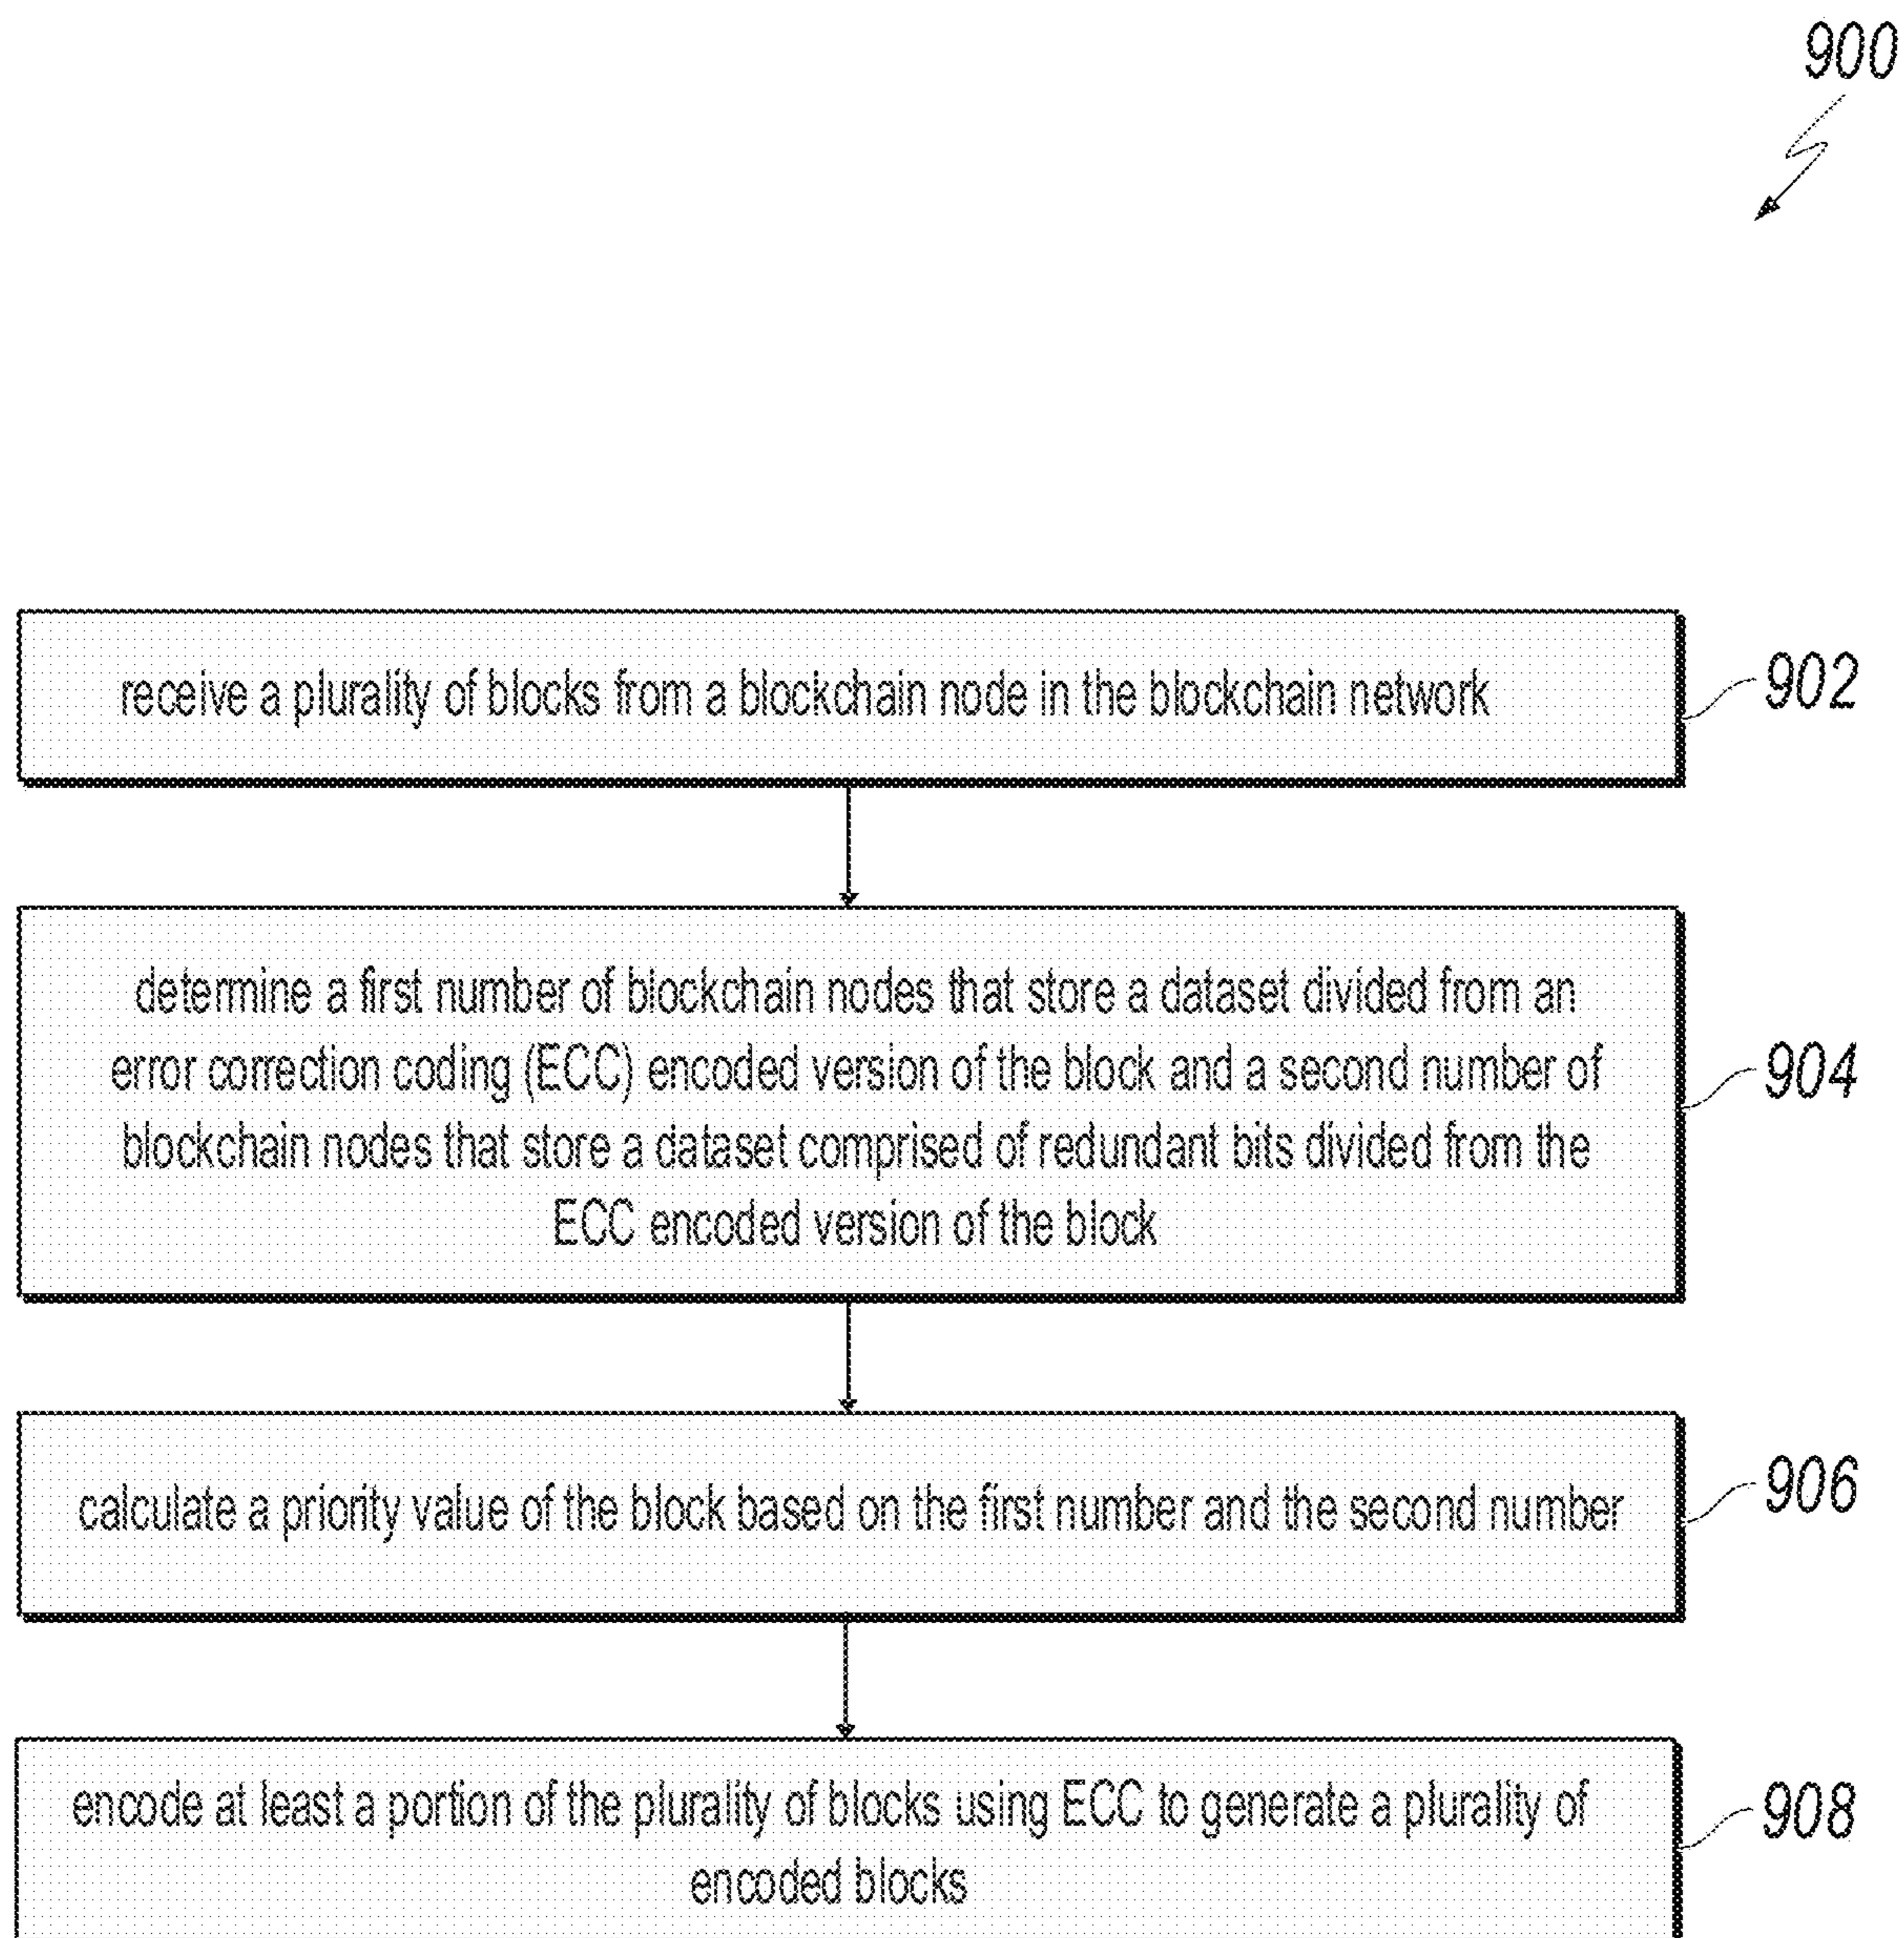 900
receive a plurality of blocks from a blockchain node in the blockchain network
902
determine a first number of blockchain nodes that store a dataset divided from an
error correction coding (ECC) encoded version of the block and a second number of
blockchain nodes that store a dataset comprised of redundant bits divided from the
ECC encoded version of the block
904
calculate a priority value of the block based on the first number and the second number
906
encode at least a portion of the plurality of blocks using ECC to generate a plurality of
encoded blocks
908